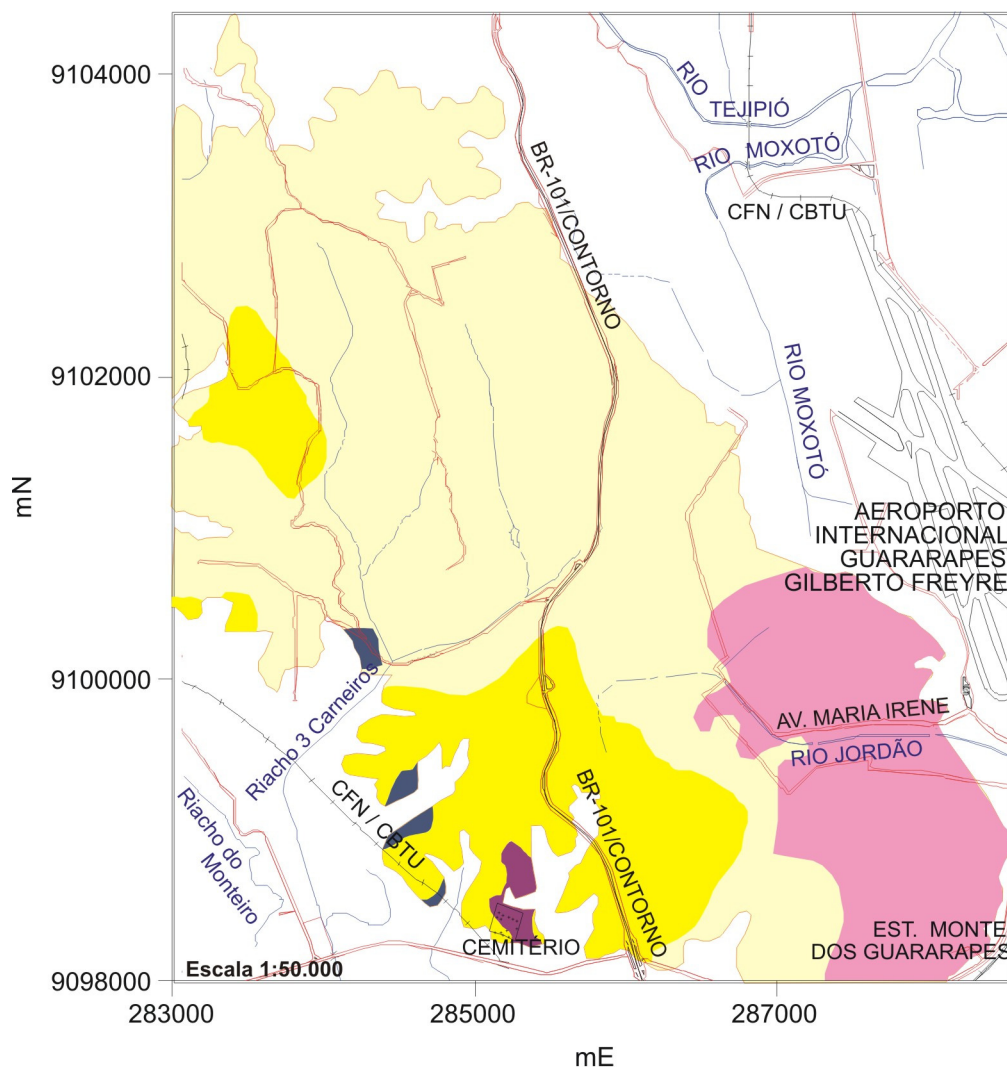 9104000
9102000
9100000
9098000
mN
283000
285000
287000
mE
RIO
TEJIPIÓ
RIO MOXOTÓ
CFN / CBTU
BR-101/CONTORNO
RIO MOXOTÓ
AEROPORTO
INTERNACIONAL
GUARARAPES
GILBERTO FREYRE
AV. MARIA IRENE
RIO JORDÃO
Riacho 3 Carneiros
CFN / CBTU
BR-101/CONTORNO
Riacho do
Monteiro
CEMITÉRIO
EST. MONTE
DOS GUARARAPES
Escala 1:50.000